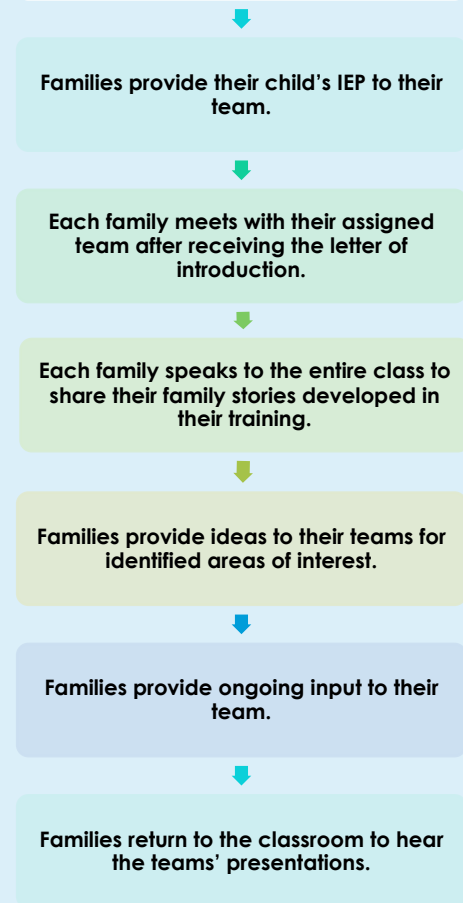 Families provide their child’s IEP to their
team.
Each family meets with their assigned
team after receiving the letter of
introduction.
Each family speaks to the entire class to
share their family stories developed in
their training.
Families provide ideas to their teams for
identified areas of interest.
Families provide ongoing input to their
team.
Families return to the classroom to hear
the teams’ presentations.